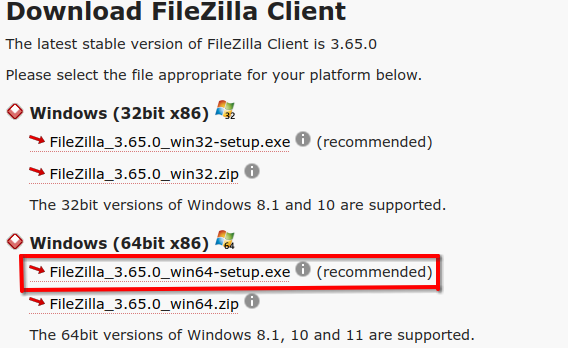 Download FileZilla Client
The latest stable version of FileZilla Client is 3.65.0
Please select the file appropriate for your platform below.
Windows (32bit x86) 32
FileZilla_3.65.0_win32-setup.exe i (recommended)
FileZilla_3.65.0_win32.zip i
The 32bit versions of Windows 8.1 and 10 are supported.
Windows (64bit x86) 64
FileZilla_3.65.0_win64-setup.exe i (recommended)
FileZilla_3.65.0_win64.zip i
The 64bit versions of Windows 8.1, 10 and 11 are supported.